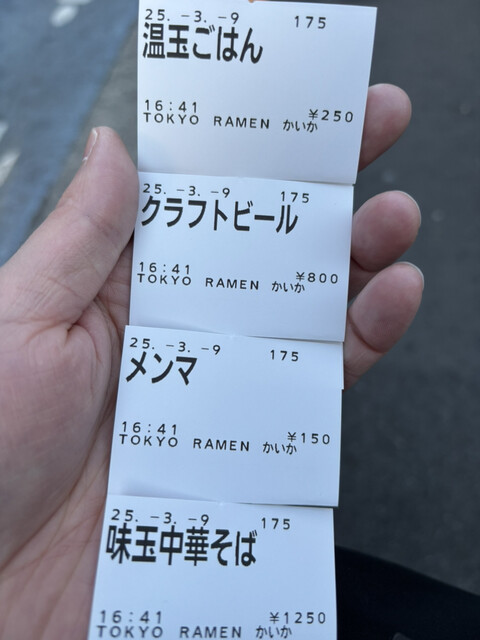 25. -3. -9 175
温玉ごはん
16:41 ¥250
TOKYO RAMEN かいか
25. -3. -9 175
クラフトビール
16:41 ¥800
TOKYO RAMEN かいか
25. -3. -9 175
メンマ
16:41 ¥150
TOKYO RAMEN かいか
25. -3. -9 175
味玉中華そば
16:41 ¥1250
TOKYO RAMEN かいか